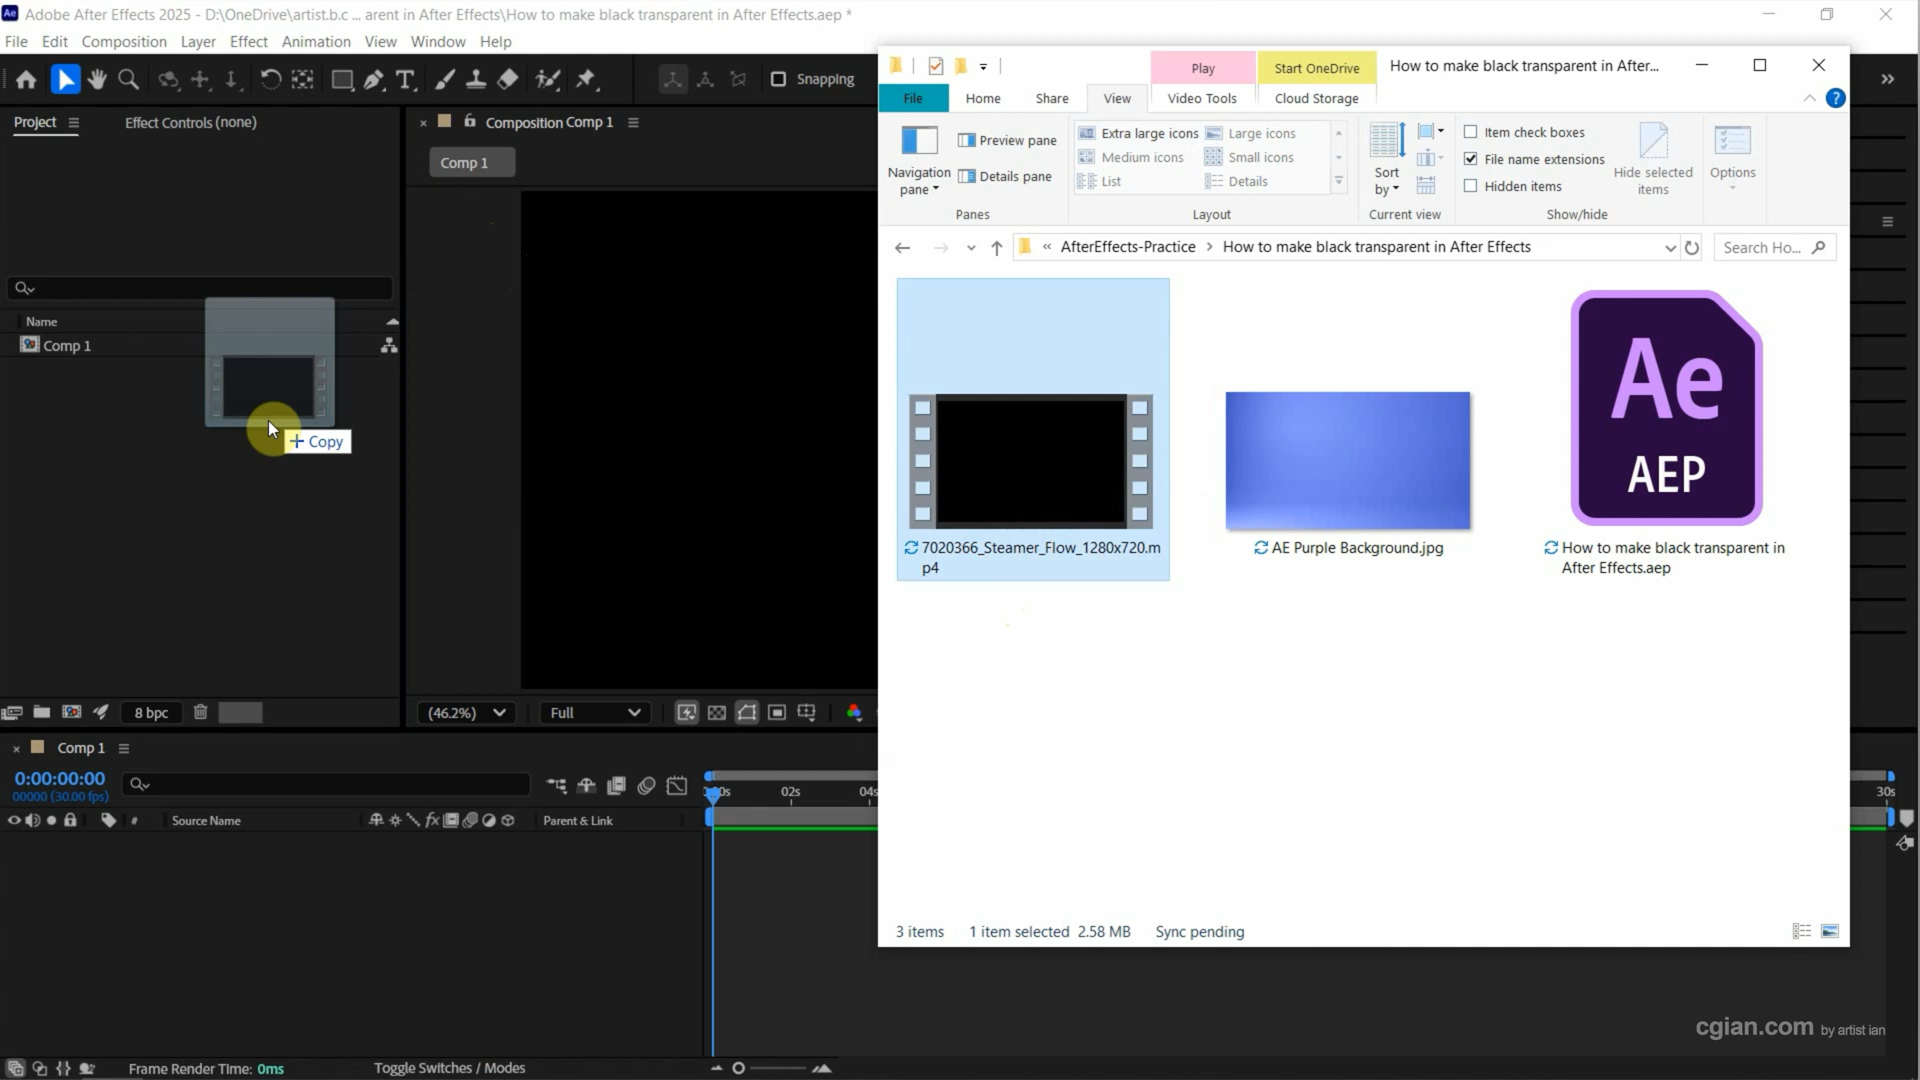 Ae Adobe After Effects 2025 - D:\OneDrive\artist.b.c ... arent in After Effects\How to make black transparent in After Effects.aep *
File Edit Composition Layer Effect Animation View Window Help
Snapping
Project
Effect Controls (none)
Composition Comp 1
Comp 1
Name
Comp 1
+ Copy
8 bpc
(46.2%)
Full
Play
Start OneDrive
How to make black transparent in After...
File
Home
Share
View
Video Tools
Cloud Storage
Navigation
pane
Preview pane
Details pane
Panes
Extra large icons
Large icons
Medium icons
Small icons
List
Details
Layout
Sort
by
Current view
Item check boxes
File name extensions
Hidden items
Hide selected
items
Show/hide
Options
« AfterEffects-Practice > How to make black transparent in After Effects
Search Ho...
Ae
AEP
7020366_Steamer_Flow_1280x720.m
p4
AE Purple Background.jpg
How to make black transparent in
After Effects.aep
3 items 1 item selected 2.58 MB Sync pending
Comp 1
0:00:00:00
00000 (30.00 fps)
02s
04s
30s
# Source Name
fx
Parent & Link
cgian.com by artist ian
Frame Render Time: 0ms
Toggle Switches / Modes